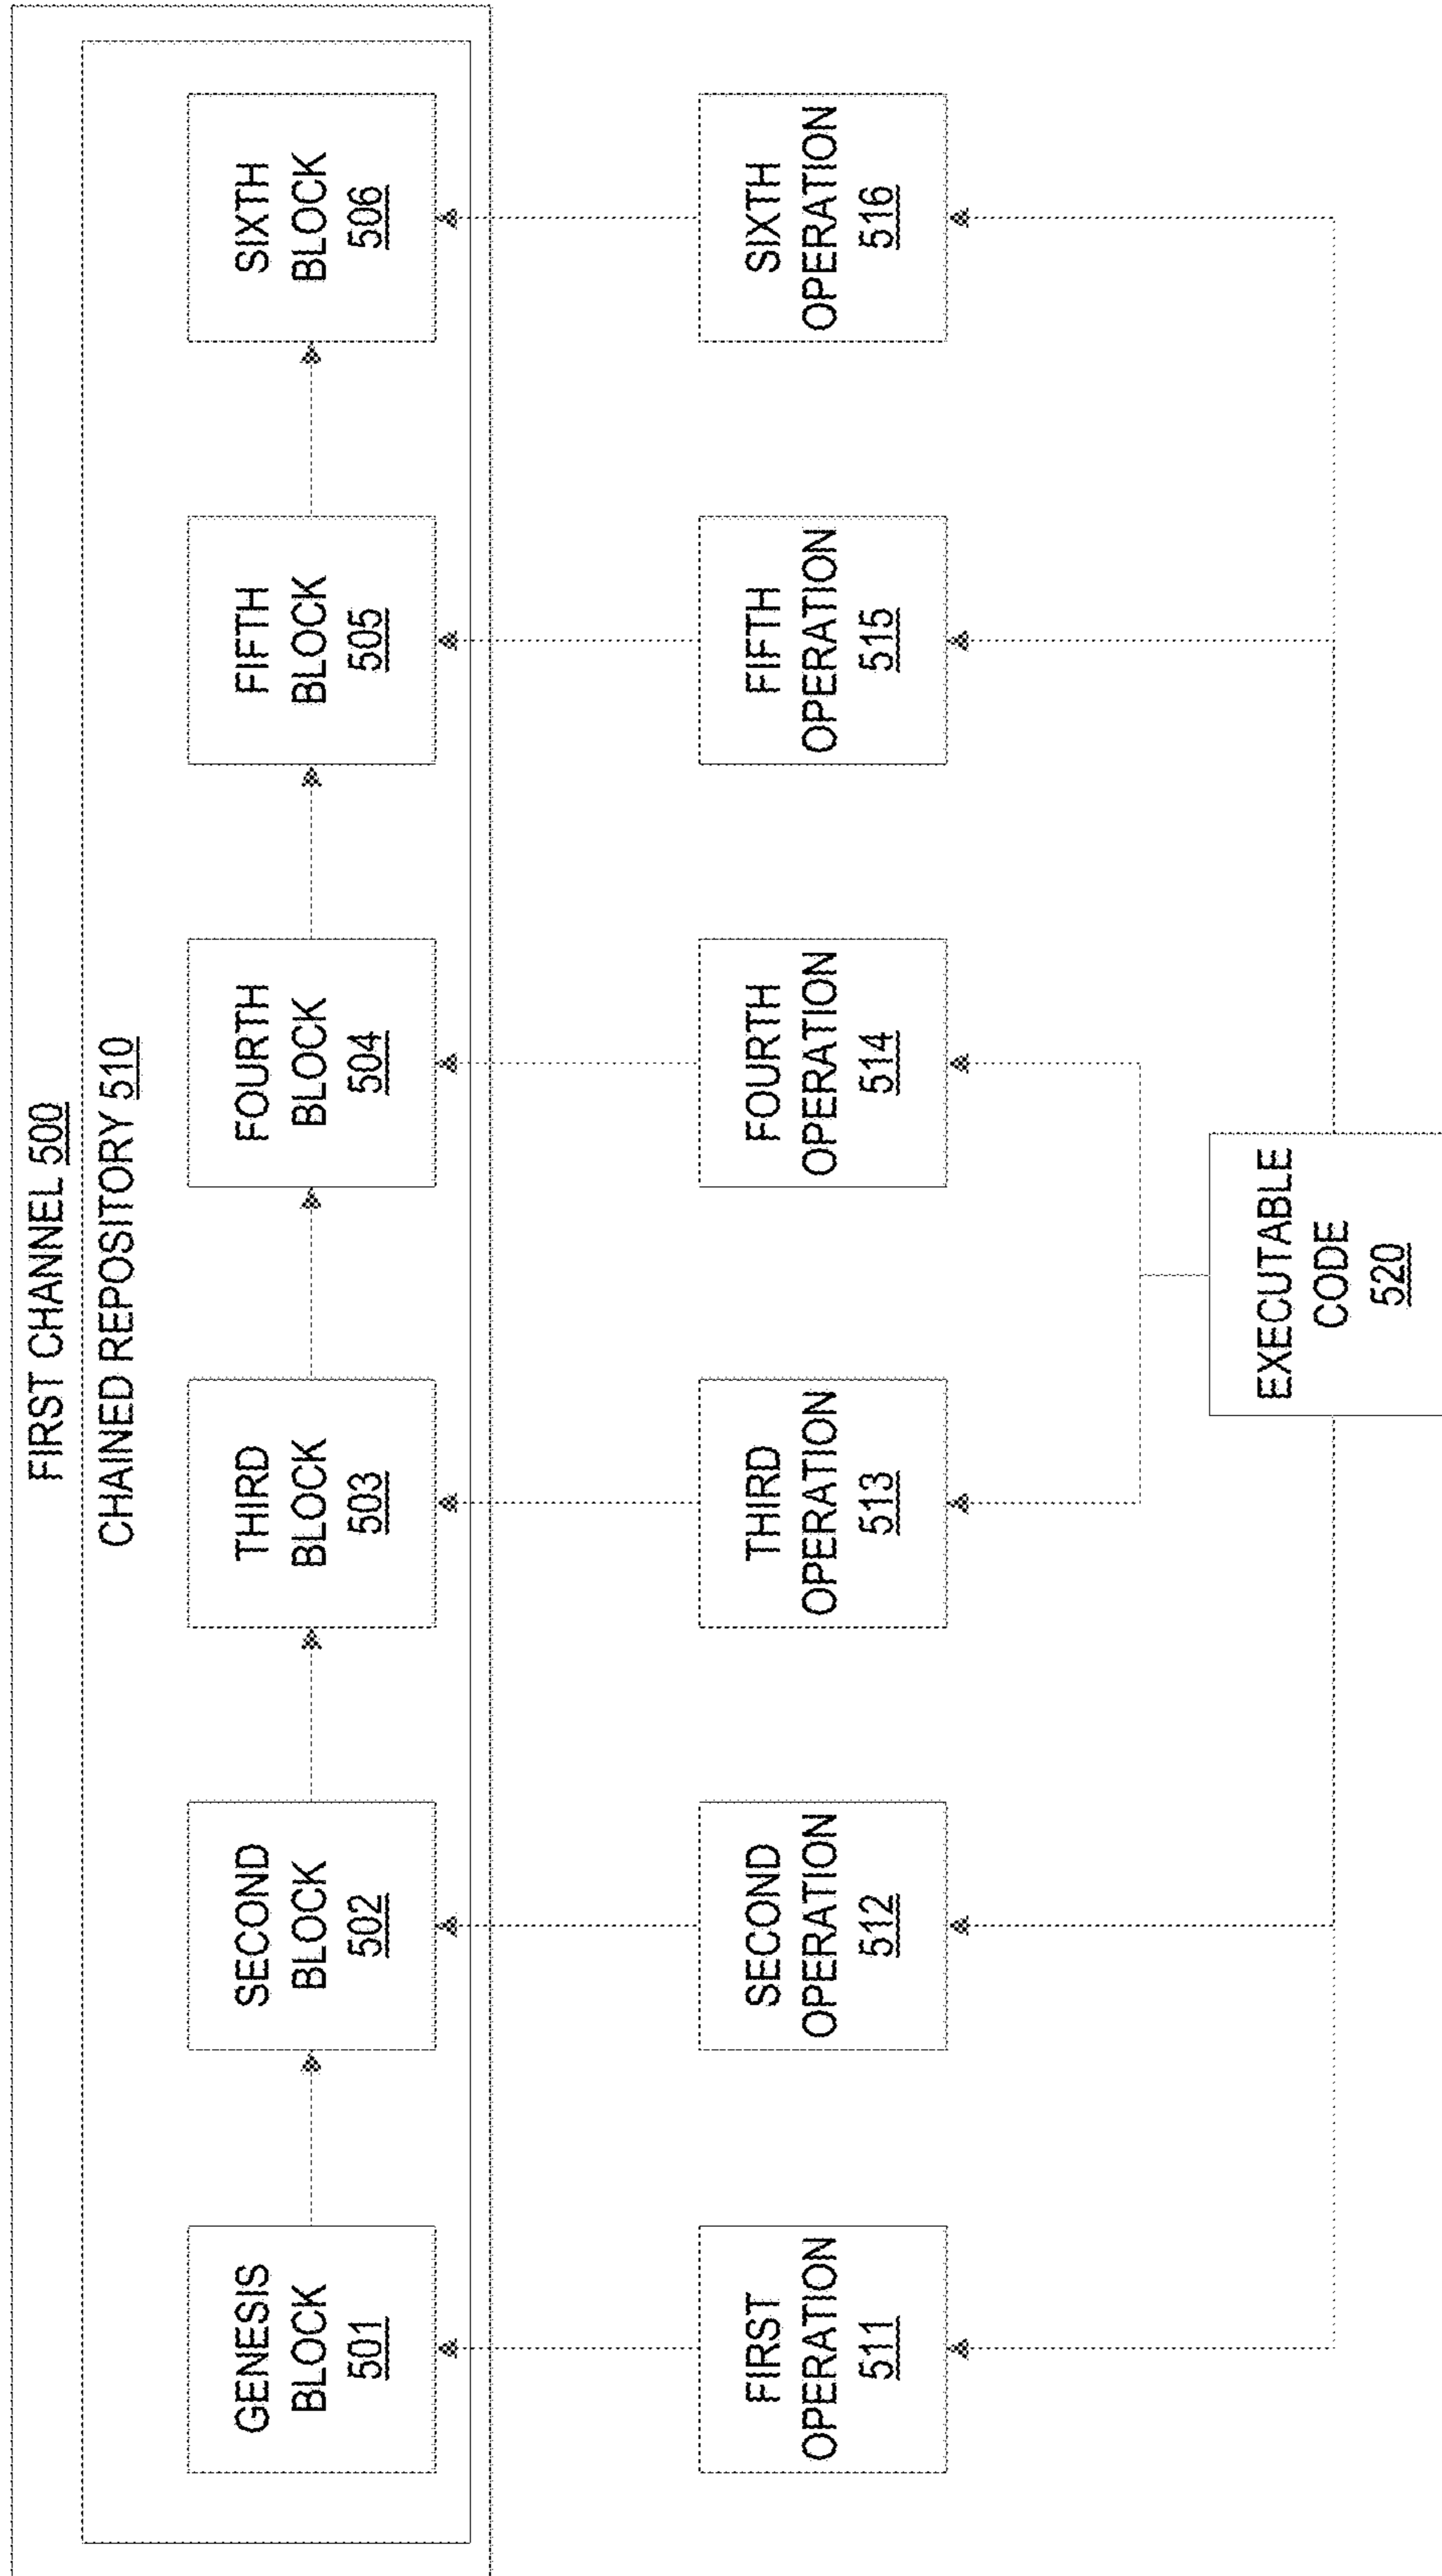 FIRST CHANNEL 500
CHAINED REPOSITORY 510
GENESIS
BLOCK
501
SECOND
BLOCK
502
THIRD
BLOCK
503
FOURTH
BLOCK
504
FIFTH
BLOCK
505
SIXTH
BLOCK
506
FIRST
OPERATION
511
SECOND
OPERATION
512
THIRD
OPERATION
513
FOURTH
OPERATION
514
FIFTH
OPERATION
515
SIXTH
OPERATION
516
EXECUTABLE
CODE
520